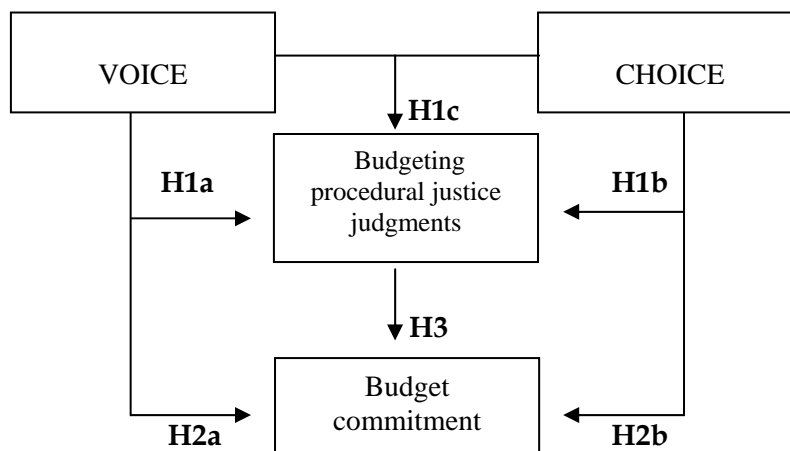 VOICE
CHOICE
H1c
Budgeting
procedural justice
judgments
H1a
H1b
H3
Budget
commitment
H2a
H2b